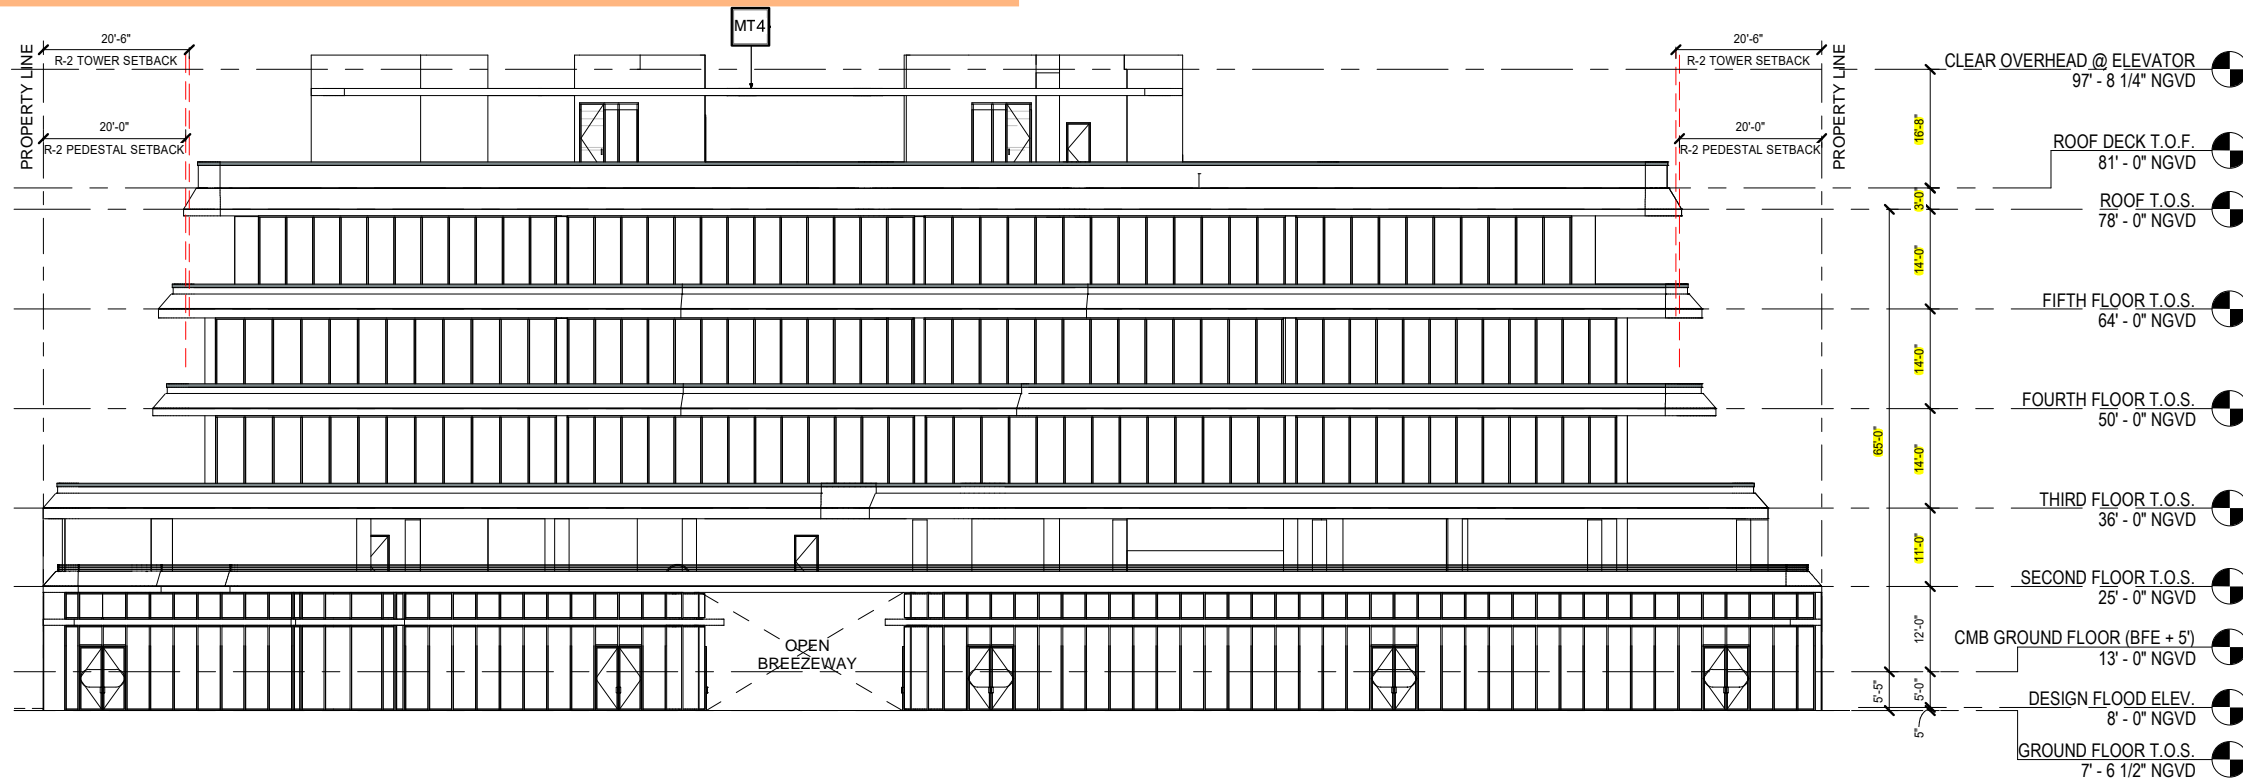 MT4
20'-6"
R-2 TOWER SETBACK
PROPERTY LINE
20'-0"
R-2 PEDESTAL SETBACK
20'-6"
R-2 TOWER SETBACK
PROPERTY LINE
20'-0"
R-2 PEDESTAL SETBACK
CLEAR OVERHEAD @ ELEVATOR
97' - 8 1/4" NGVD
16'-8"
ROOF DECK T.O.F.
81' - 0" NGVD
3'-0"
ROOF T.O.S.
78' - 0" NGVD
14'-0"
FIFTH FLOOR T.O.S.
64' - 0" NGVD
14'-0"
FOURTH FLOOR T.O.S.
50' - 0" NGVD
65'-0"
14'-0"
THIRD FLOOR T.O.S.
36' - 0" NGVD
11'-0"
SECOND FLOOR T.O.S.
25' - 0" NGVD
12'-0"
OPEN
BREEZEWAY
CMB GROUND FLOOR (BFE + 5')
13' - 0" NGVD
5'-5"
5'-0"
DESIGN FLOOD ELEV.
8' - 0" NGVD
5"
GROUND FLOOR T.O.S.
7' - 6 1/2" NGVD